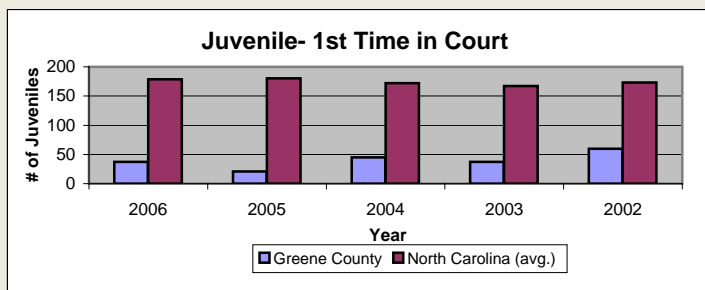 Juvenile- 1st Time in Court
# of Juveniles
200
150
100
50
0
2006 2005 2004 2003 2002
Year
Greene County North Carolina (avg.)